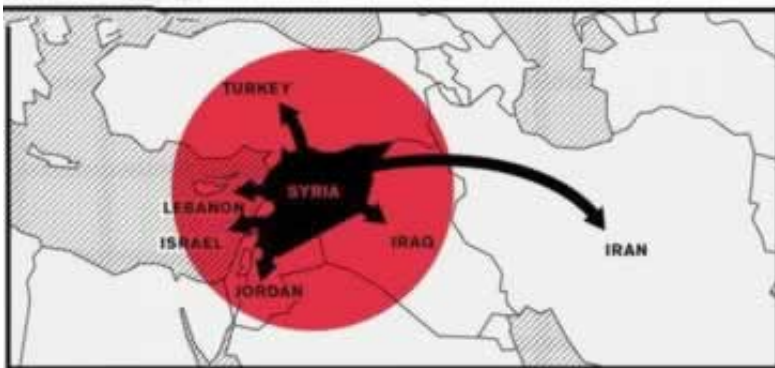 TURKEY
SYRIA
LEBANON
ISRAEL
IRAQ
IRAN
JORDAN